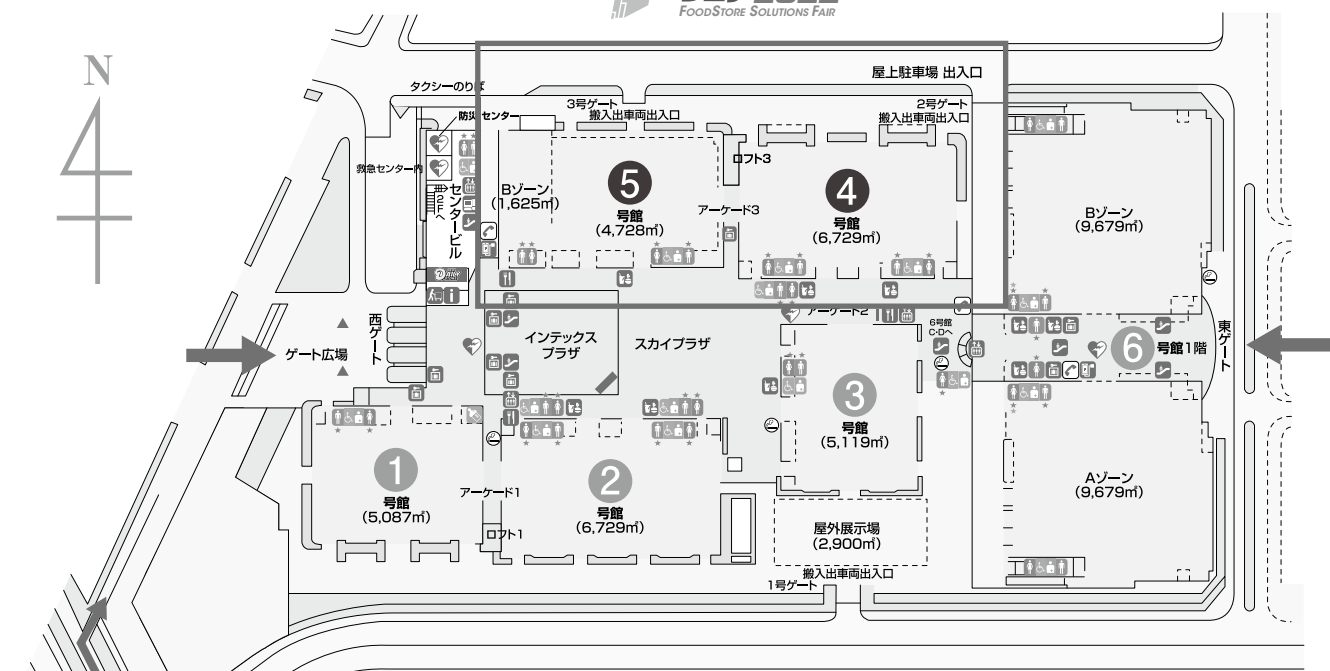 FOODSTORE SOLUTIONS FAIR
N
屋上駐車場 出入口
タクシーのりば
3号ゲート
搬入出車両出入口
2号ゲート
搬入出車両出入口
防災センター
救急センター内
2Fへ
センタービル
Bゾーン
(1,625㎡)
5
号館
(4,728㎡)
ロフト3
アーケード3
4
号館
(6,729㎡)
Bゾーン
(9,679㎡)
西ゲート
ゲート広場
インテックス
プラザ
スカイプラザ
アーケード2
6号館
C・Dへ
6
号館1階
東ゲート
3
号館
(5,119㎡)
1
号館
(5,087㎡)
アーケード1
ロフト1
2
号館
(6,729㎡)
Aゾーン
(9,679㎡)
屋外展示場
(2,900㎡)
搬入出車両出入口
1号ゲート